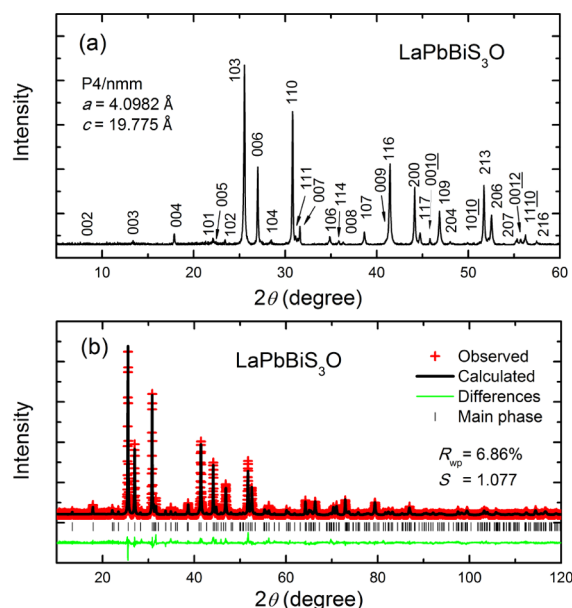 (a)
LaPbBiS₃O
P4/nmm
a = 4.0982 Å
c = 19.775 Å
Intensity
002
003
004
101
005
102
103
006
104
110
111
007
106
114
008
107
009
116
200
117
0010
109
204
1010
213
206
207
0012
1110
216
10 20 30 40 50 60
2θ (degree)
(b)
LaPbBiS₃O
Observed
Calculated
Differences
Main phase
R_wp = 6.86%
S = 1.077
Intensity
20 40 60 80 100 120
2θ (degree)